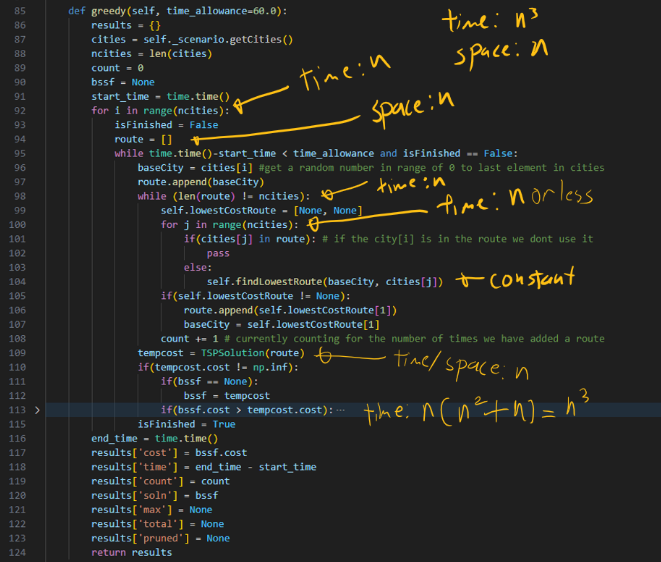 85 def greedy(self, time_allowance=60.0):
86 results = {}
87 cities = self._scenario.getCities()
88 ncities = len(cities)
89 count = 0
90 bssf = None
91 start_time = time.time()
92 for i in range(ncities):
93 isFinished = False
94 route = []
95 while time.time()-start_time < time_allowance and isFinished == False:
96 baseCity = cities[i] #get a random number in range of 0 to last element in cities
97 route.append(baseCity)
98 while (len(route) != ncities):
99 self.lowestCostRoute = [None, None]
100 for j in range(ncities):
101 if(cities[j] in route): # if the city[i] is in the route we dont use it
102 pass
103 else:
104 self.findLowestRoute(baseCity, cities[j])
105 if(self.lowestCostRoute != None):
106 route.append(self.lowestCostRoute[1])
107 baseCity = self.lowestCostRoute[1]
108 count += 1 # currently counting for the number of times we have added a route
109 tempcost = TSPSolution(route)
110 if(tempcost.cost != np.inf):
111 if(bssf == None):
112 bssf = tempcost
113 if(bssf.cost > tempcost.cost):···
115 isFinished = True
116 end_time = time.time()
117 results['cost'] = bssf.cost
118 results['time'] = end_time - start_time
119 results['count'] = count
120 results['soln'] = bssf
121 results['max'] = None
122 results['total'] = None
123 results['pruned'] = None
124 return results
time: n³
space: n
time: n
space: n
time: n
time: n or less
constant
time/space: n
time: n(n²+n) = n³